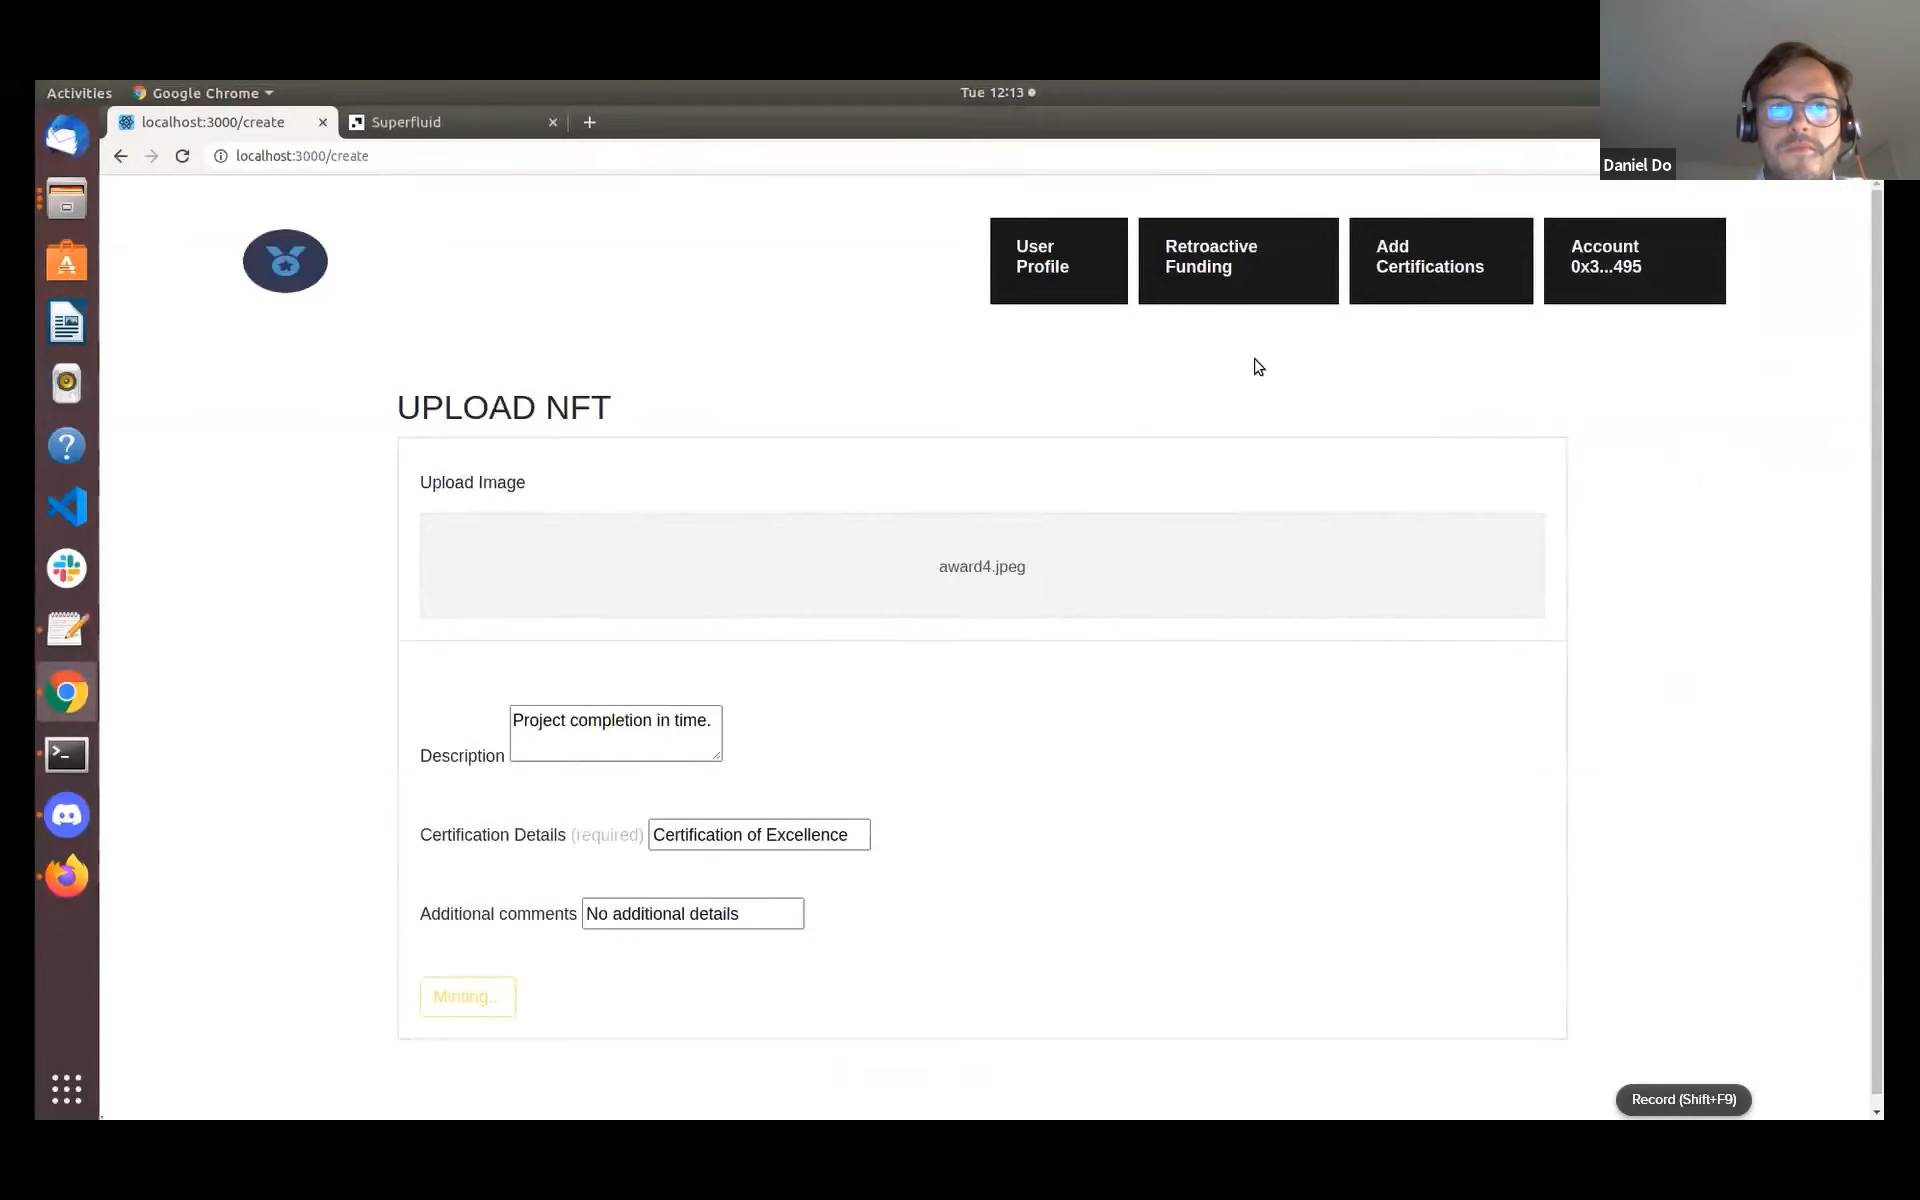 Activities
Google Chrome
Tue 12:13
localhost:3000/create
Superfluid
localhost:3000/create
Daniel Do
User
Profile
Retroactive
Funding
Add
Certifications
Account
0x3...495
UPLOAD NFT
Upload Image
award4.jpeg
Description
Project completion in time.
Certification Details (required)
Certification of Excellence
Additional comments
No additional details
Minting...
Record (Shift+F9)